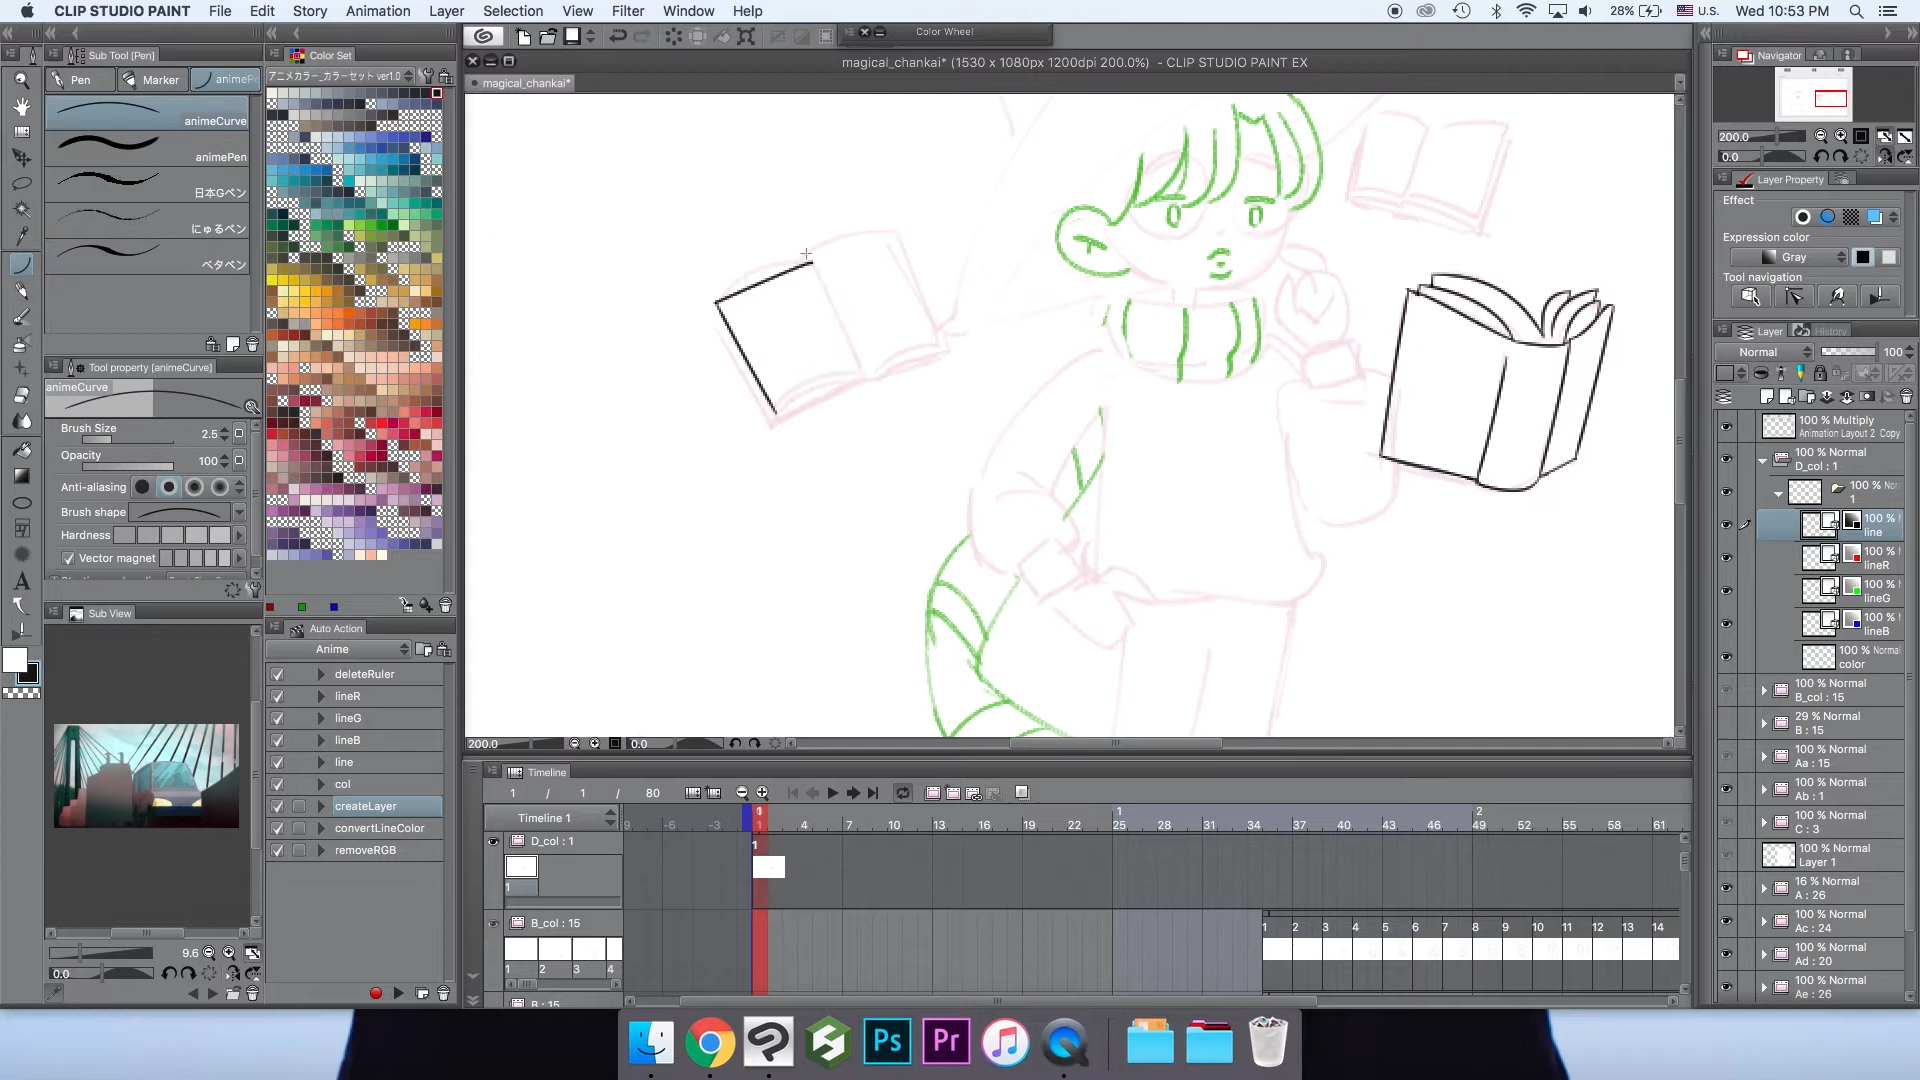 CLIP STUDIO PAINT File Edit Story Animation Layer Selection View Filter Window Help 28% U.S. Wed 10:53 PM
Color Wheel
Sub Tool [Pen] Color Set
magical_chankai* (1530 x 1080px 1200dpi 200.0%) - CLIP STUDIO PAINT EX
Navigator
Pen Marker animeP アニメカラー_カラーセット ver1.0
magical_chankai*
animeCurve
animePen
日本Gペン
にゅるペン
ベタペン
200.0
0.0
Layer Property
Effect
Expression color
Gray
Tool navigation
Layer History
Normal 100
Tool property [animeCurve]
animeCurve
Brush Size 2.5
Opacity 100
Anti-aliasing
Brush shape
Hardness
Vector magnet
100 % Multiply
Animation Layout 2 Copy
100 % Normal
D_col : 1
100 % Nor
1
100 %
line
100 %
lineR
100 %
lineG
100 %
lineB
100 % Normal
color
100 % Normal
B_col : 15
29 % Normal
B : 15
100 % Normal
Aa : 15
100 % Normal
Ab : 1
100 % Normal
C : 3
100 % Normal
Layer 1
16 % Normal
A : 26
100 % Normal
Ac : 24
100 % Normal
Ad : 20
100 % Normal
Ae : 26
Sub View
9.6
0.0
Auto Action
Anime
deleteRuler
lineR
lineG
lineB
line
col
createLayer
convertLineColor
removeRGB
200.0 0.0
Timeline
1 / 1 / 80
Timeline 1
1 1 2
-6 -3 1 4 7 10 13 16 19 22 25 28 31 34 37 40 43 46 49 52 55 58 61
D_col : 1
1
1
B_col : 15
1 2 3 4 5 6 7 8 9 10 11 12 13 14
1 2 3 4
B : 15
Ps Pr